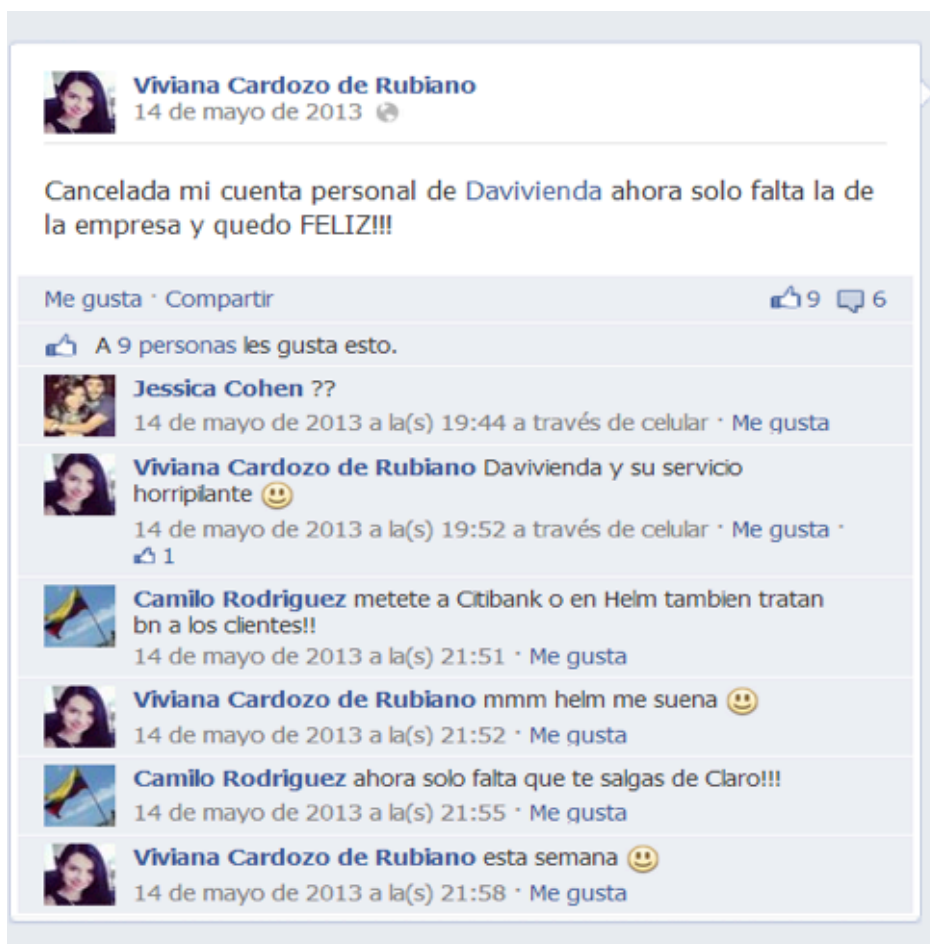 Viviana Cardozo de Rubiano
14 de mayo de 2013
Cancelada mi cuenta personal de Davivienda ahora solo falta la de
la empresa y quedo FELIZ!!!
Me gusta · Compartir 9 6
A 9 personas les gusta esto.
Jessica Cohen ??
14 de mayo de 2013 a la(s) 19:44 a través de celular · Me gusta
Viviana Cardozo de Rubiano Davivienda y su servicio
horripilante
14 de mayo de 2013 a la(s) 19:52 a través de celular · Me gusta ·
1
Camilo Rodriguez metete a Citibank o en Helm tambien tratan
bn a los clientes!!
14 de mayo de 2013 a la(s) 21:51 · Me gusta
Viviana Cardozo de Rubiano mmm helm me suena
14 de mayo de 2013 a la(s) 21:52 · Me gusta
Camilo Rodriguez ahora solo falta que te salgas de Claro!!!
14 de mayo de 2013 a la(s) 21:55 · Me gusta
Viviana Cardozo de Rubiano esta semana
14 de mayo de 2013 a la(s) 21:58 · Me gusta